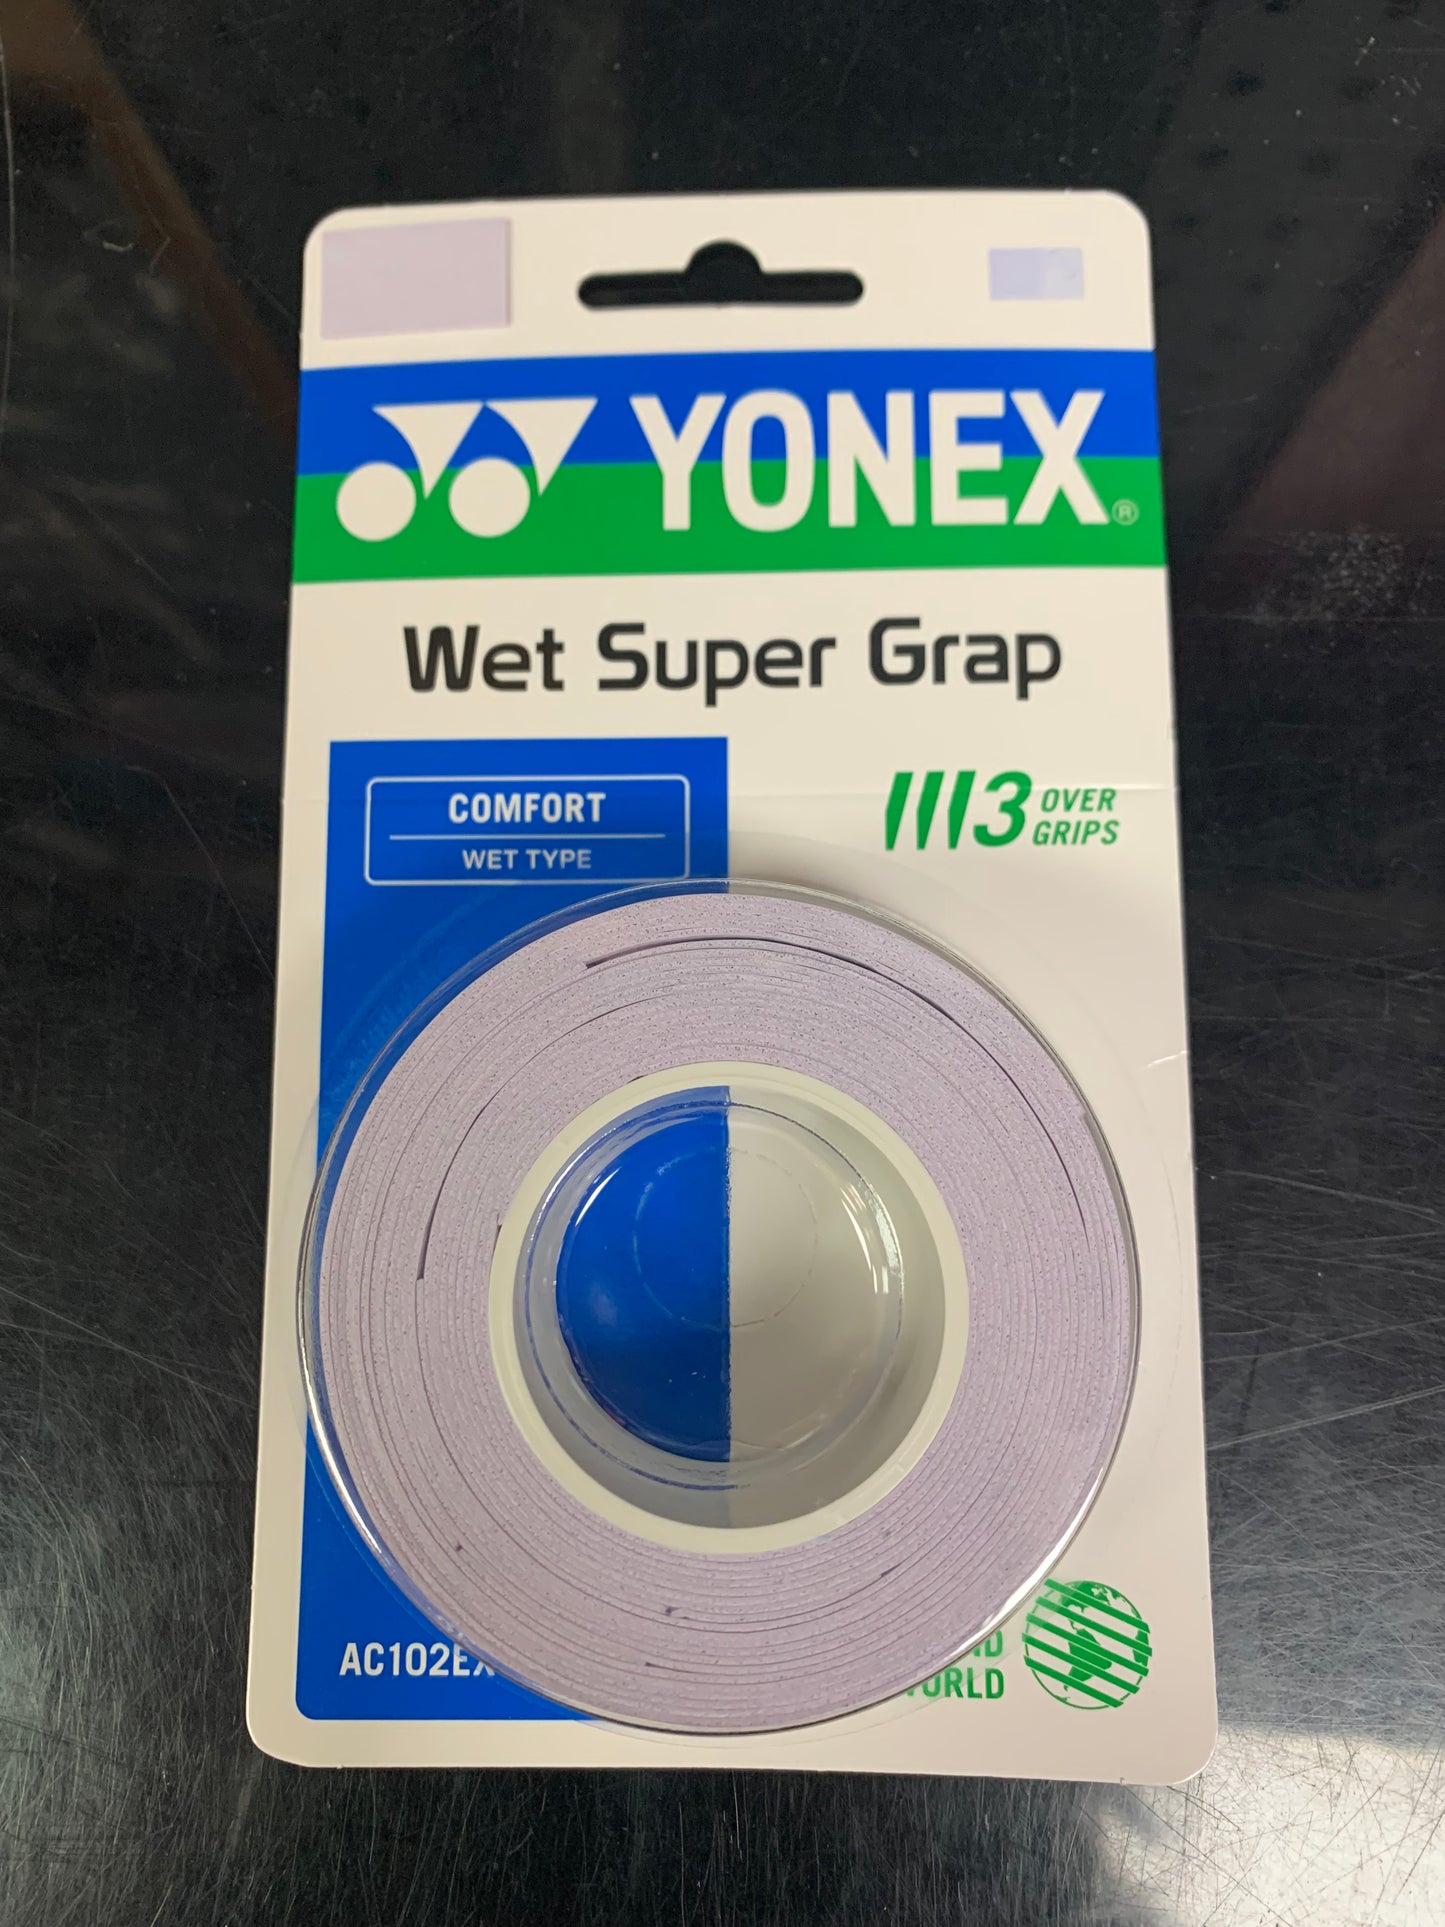 YONEX®
Wet Super Grap
COMFORT
WET TYPE
3 OVER
GRIPS
AC102EX